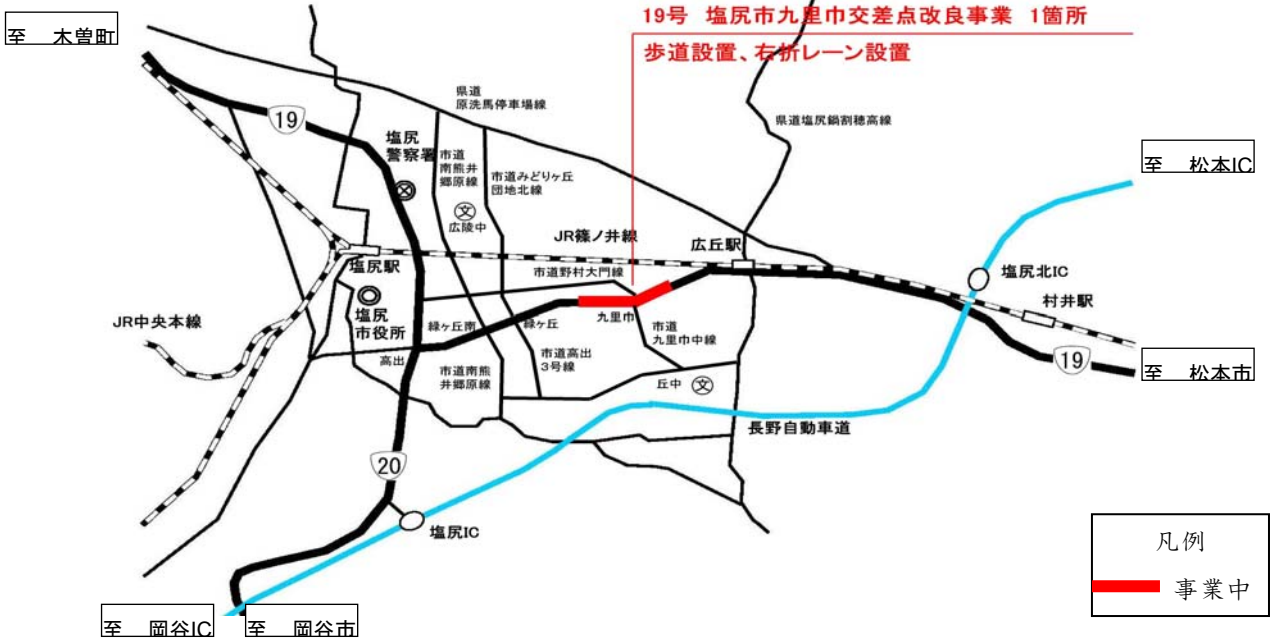 19号 塩尻市九里巾交差点改良事業 1箇所
歩道設置、右折レーン設置
至 木曽町
19
県道
原洗馬停車場線
県道塩尻鍋割穂高線
塩尻
警察署
市道
南熊井
郷原線
市道みどりヶ丘
団地北線
文
広陵中
至 松本IC
JR篠ノ井線
広丘駅
塩尻駅
市道野村大門線
塩尻北IC
村井駅
JR中央本線
塩尻
市役所
緑ヶ丘南
緑ヶ丘
九里巾
市道
九里巾中線
高出
市道南熊
井郷原線
市道高出
3号線
丘中
文
19
至 松本市
長野自動車道
20
塩尻IC
凡例
事業中
至 岡谷IC
至 岡谷市